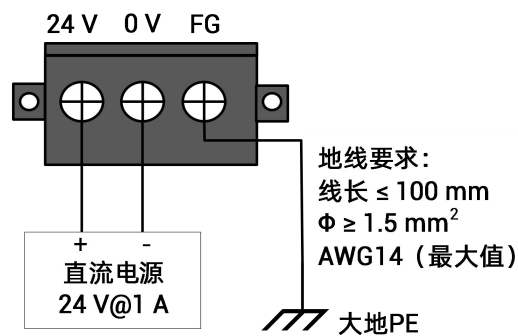 24 V 0 V FG
地线要求：
线长 ≤ 100 mm
Φ ≥ 1.5 mm²
AWG14（最大值）
+ -
直流电源
24 V@1 A
大地PE